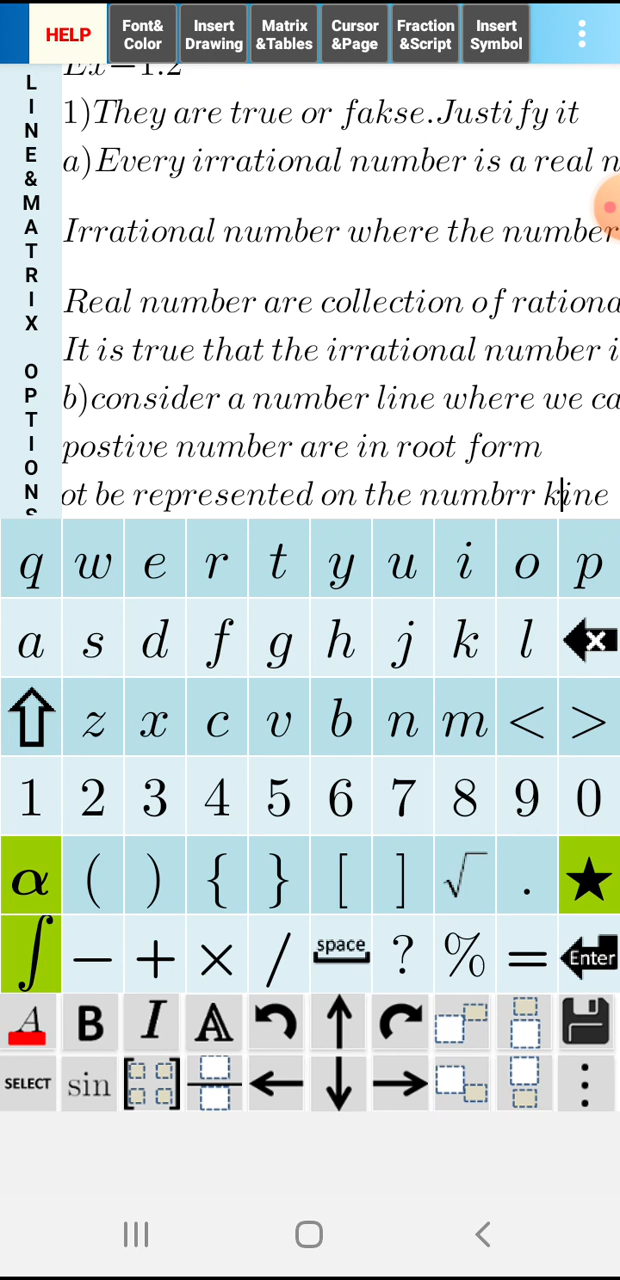 HELP
Font& Color
Insert Drawing
Matrix &Tables
Cursor &Page
Fraction &Script
Insert Symbol
LINE&MATRIX OPTIONS
Ex-1.2
1)They are true or fakse.Justify it
a)Every irrational number is a real n
Irrational number where the number
Real number are collection of rationa
It is true that the irrational number i
b)consider a number line where we ca
postive number are in root form
ot be represented on the numbrr kine
q w e r t y u i o p
a s d f g h j k l
z x c v b n m < >
1 2 3 4 5 6 7 8 9 0
α ( ) { } [ ] √ . ★
∫ − + × / space ? % = Enter
A B I A
SELECT sin